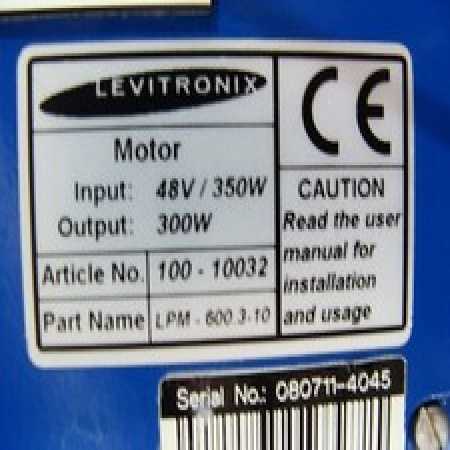 LEVITRONIX
CE
Motor
Input: 48V / 350W
Output: 300W
CAUTION
Read the user
manual for
installation
and usage
Article No. 100 - 10032
Part Name LPM - 600.3-10
Serial No.: 080711-4045